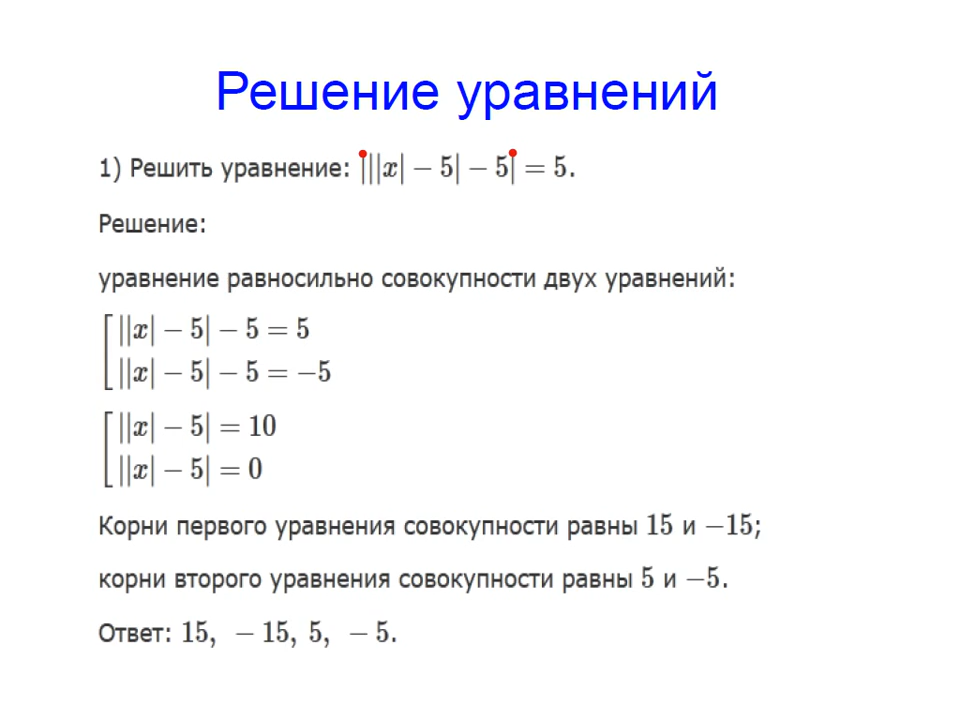 Решение уравнений
1) Решить уравнение: |||x| − 5| − 5| = 5.
Решение:
уравнение равносильно совокупности двух уравнений:
||x| − 5| − 5 = 5
||x| − 5| − 5 = −5
||x| − 5| = 10
||x| − 5| = 0
Корни первого уравнения совокупности равны 15 и −15;
корни второго уравнения совокупности равны 5 и −5.
Ответ: 15, − 15, 5, − 5.